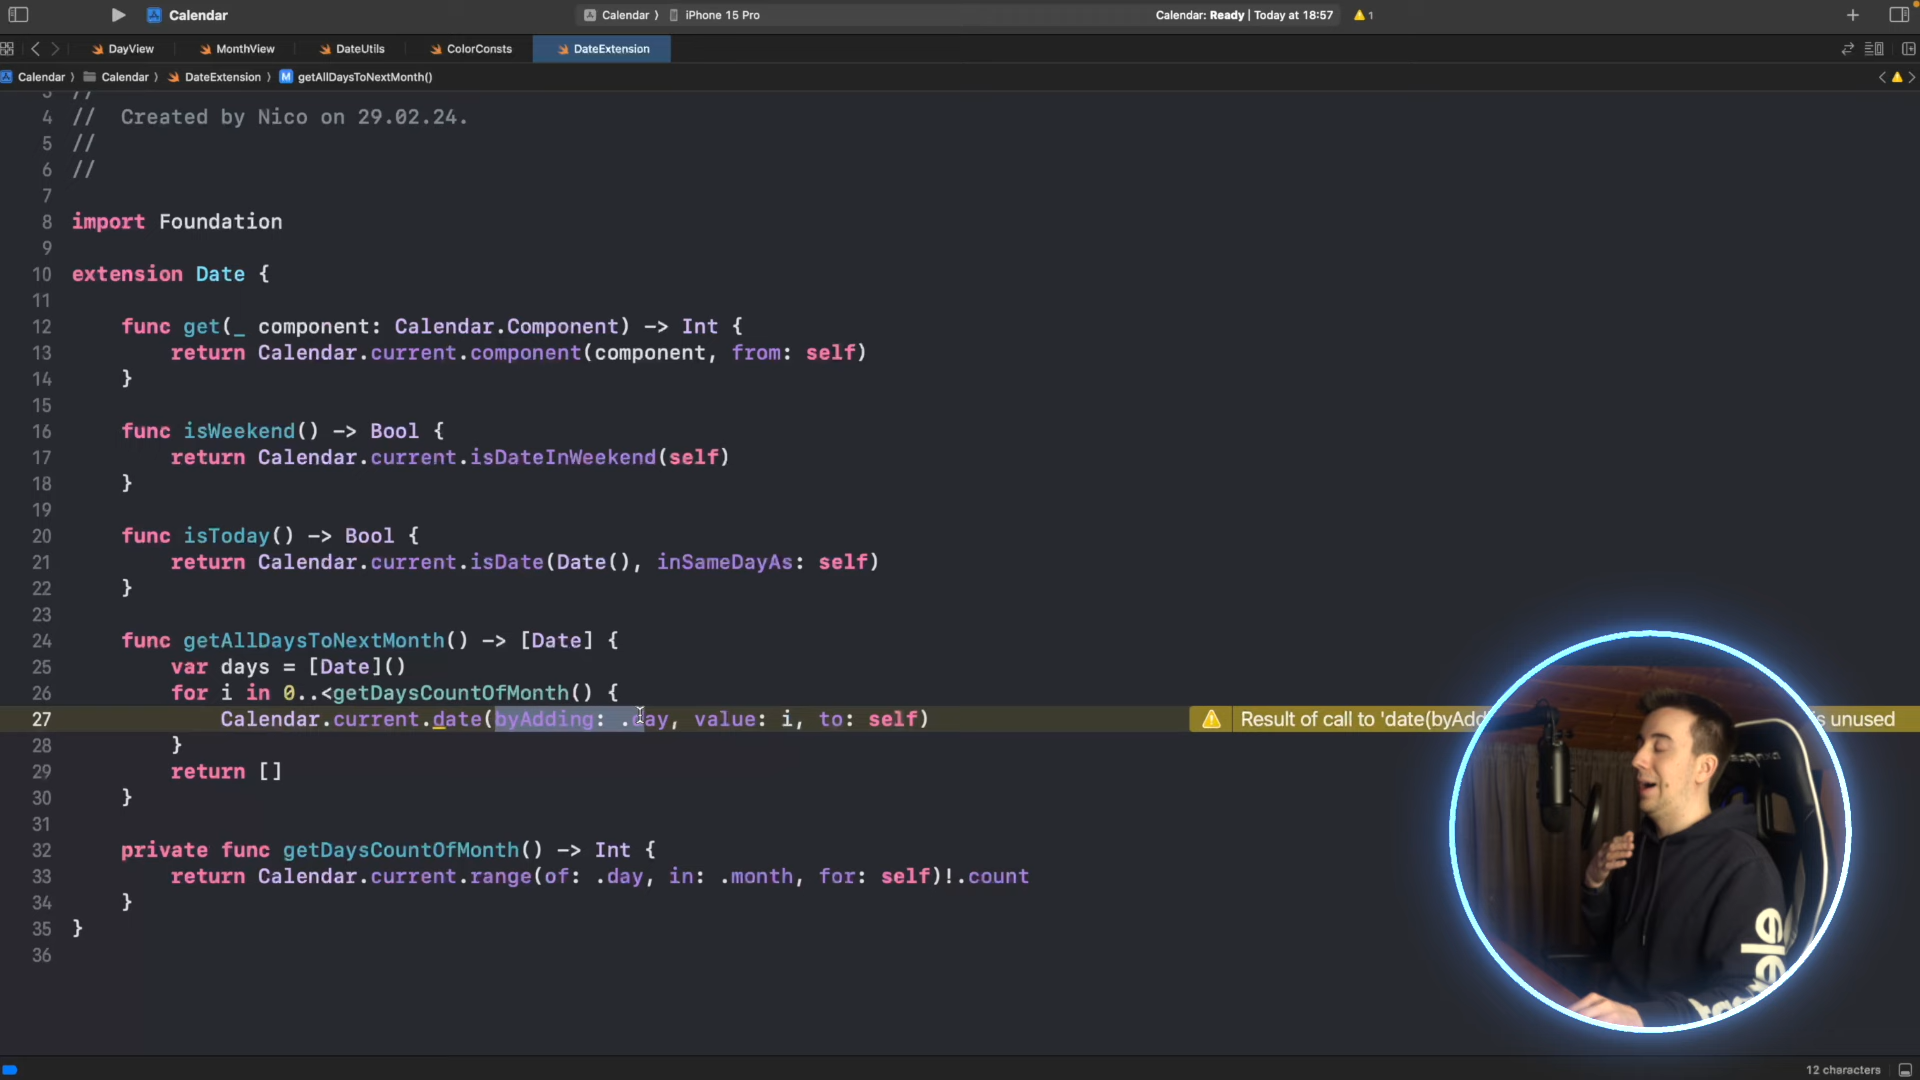 Calendar
Calendar ⟩ iPhone 15 Pro
Calendar: Ready | Today at 18:57
1
DayView
MonthView
DateUtils
ColorConsts
DateExtension
Calendar ⟩ Calendar ⟩ DateExtension ⟩ M getAllDaysToNextMonth()
3 //
4 //  Created by Nico on 29.02.24.
5 //
6 //
7
8 import Foundation
9
10 extension Date {
11
12     func get(_ component: Calendar.Component) -> Int {
13         return Calendar.current.component(component, from: self)
14     }
15
16     func isWeekend() -> Bool {
17         return Calendar.current.isDateInWeekend(self)
18     }
19
20     func isToday() -> Bool {
21         return Calendar.current.isDate(Date(), inSameDayAs: self)
22     }
23
24     func getAllDaysToNextMonth() -> [Date] {
25         var days = [Date]()
26         for i in 0..<getDaysCountOfMonth() {
27             Calendar.current.date(byAdding: .day, value: i, to: self)
Result of call to 'date(byAdd
s unused
28         }
29         return []
30     }
31
32     private func getDaysCountOfMonth() -> Int {
33         return Calendar.current.range(of: .day, in: .month, for: self)!.count
34     }
35 }
36
12 characters